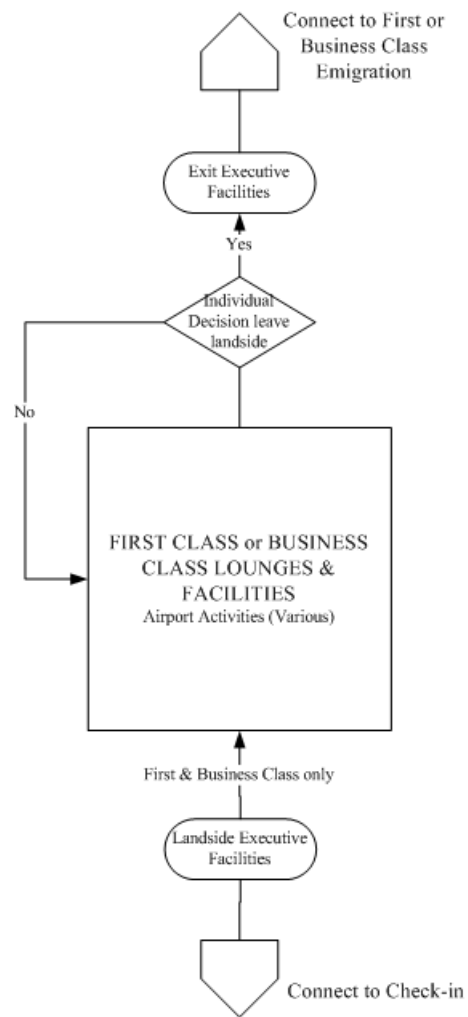 Connect to First or
Business Class
Emigration
Exit Executive
Facilities
Yes
Individual
Decision leave
landside
No
FIRST CLASS or BUSINESS
CLASS LOUNGES &
FACILITIES
Airport Activities (Various)
First & Business Class only
Landside Executive
Facilities
Connect to Check-in